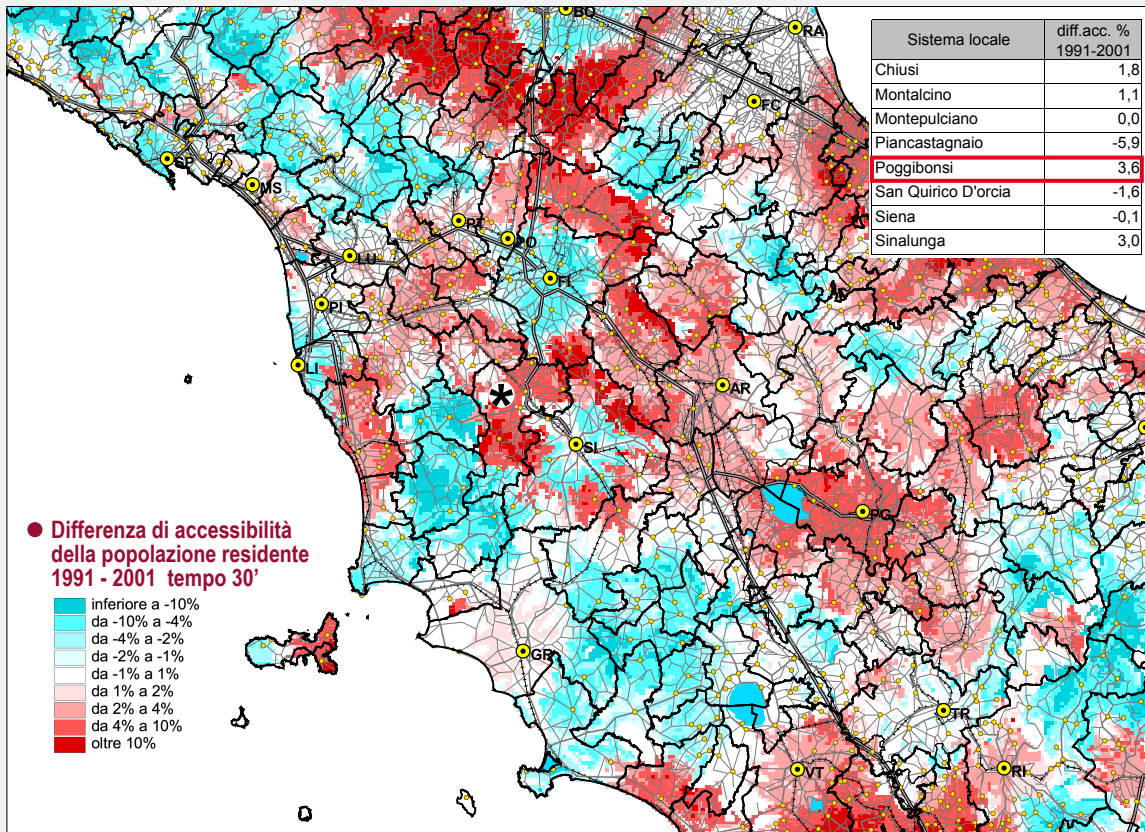 BO
RA
FC
SP
MS
PT
PO
LU
FI
PI
LI
AR
*
SI
PG
GR
TR
VT
RI
Sistema locale diff.acc. % 1991-2001
Chiusi 1,8
Montalcino 1,1
Montepulciano 0,0
Piancastagnaio -5,9
Poggibonsi 3,6
San Quirico D'orcia -1,6
Siena -0,1
Sinalunga 3,0
Differenza di accessibilità
della popolazione residente
1991 - 2001 tempo 30'
inferiore a -10%
da -10% a -4%
da -4% a -2%
da -2% a -1%
da -1% a 1%
da 1% a 2%
da 2% a 4%
da 4% a 10%
oltre 10%